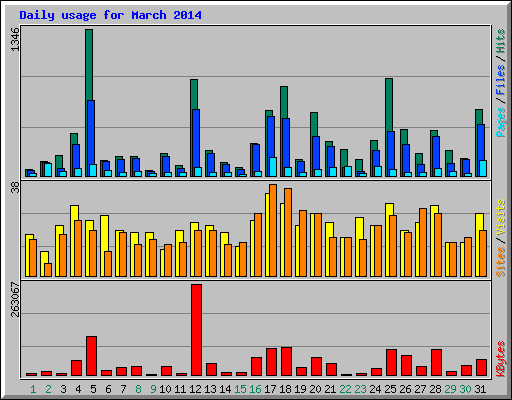 Daily usage for March 2014
1346
Pages / Files / Hits
38
Sites / Visits
263067
KBytes
1 2 3 4 5 6 7 8 9 10 11 12 13 14 15 16 17 18 19 20 21 22 23 24 25 26 27 28 29 30 31